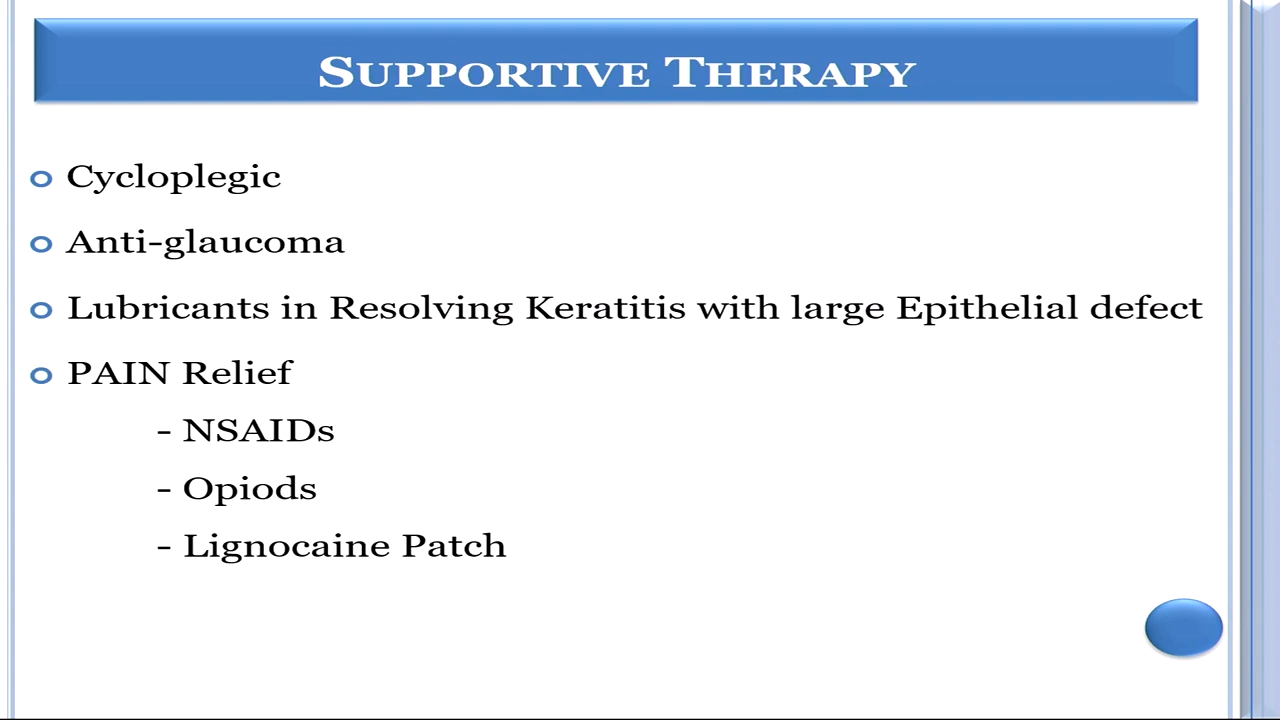 SUPPORTIVE THERAPY
Cycloplegic
Anti-glaucoma
Lubricants in Resolving Keratitis with large Epithelial defect
PAIN Relief
- NSAIDs
- Opiods
- Lignocaine Patch